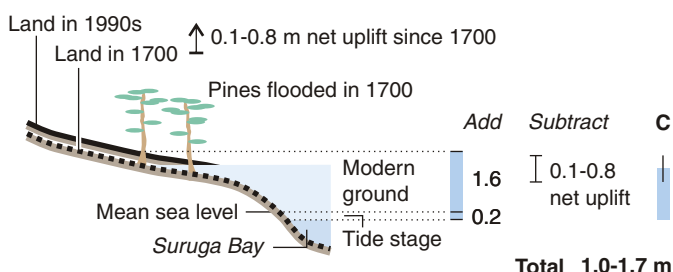 Land in 1990s
Land in 1700
0.1-0.8 m net uplift since 1700
Pines flooded in 1700
Add Subtract C
Modern
ground
1.6
0.1-0.8
net uplift
Mean sea level
0.2
Tide stage
Suruga Bay
Total 1.0-1.7 m